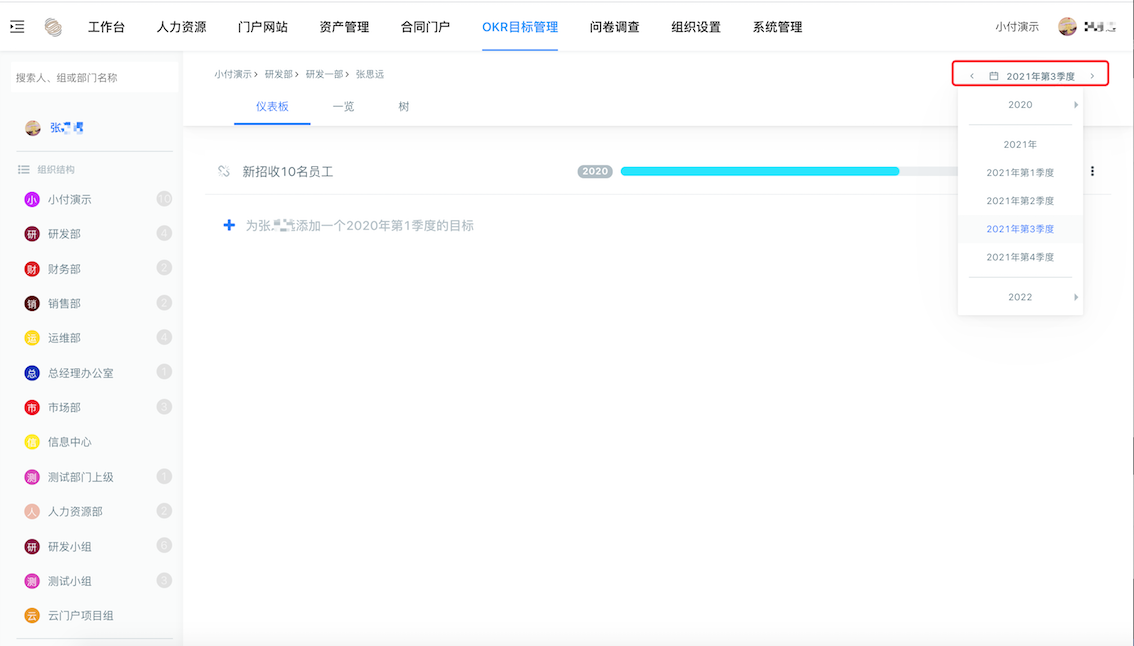 工作台 人力资源 门户网站 资产管理 合同门户 OKR目标管理 问卷调查 组织设置 系统管理 小付演示
搜索人、组或部门名称
张
组织结构
小 小付演示 10
研 研发部 4
财 财务部 2
销 销售部 2
运 运维部 4
总 总经理办公室 1
市 市场部 3
信 信息中心
测 测试部门上级 1
人 人力资源部 2
研 研发小组 6
测 测试小组 3
云 云门户项目组
小付演示 研发部 研发一部 张思远
仪表板 一览 树
新招收10名员工 2020
为张 添加一个2020年第1季度的目标
2021年第3季度
2020
2021年
2021年第1季度
2021年第2季度
2021年第3季度
2021年第4季度
2022